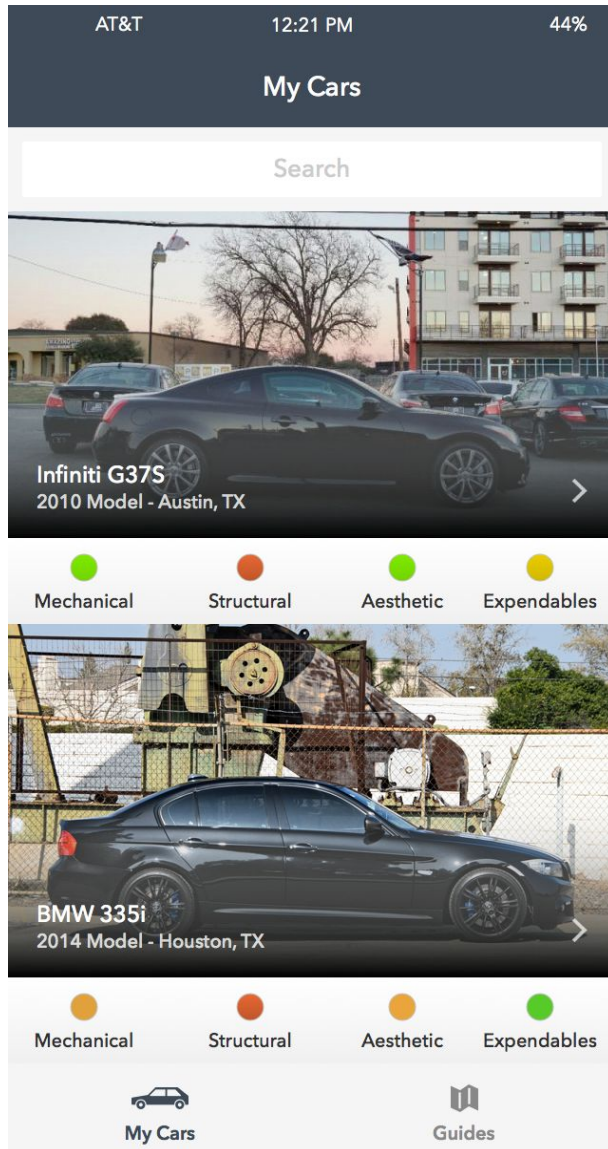 AT&T 12:21 PM 44%
My Cars
Search
Infiniti G37S
2010 Model - Austin, TX
Mechanical Structural Aesthetic Expendables
BMW 335i
2014 Model - Houston, TX
Mechanical Structural Aesthetic Expendables
My Cars Guides